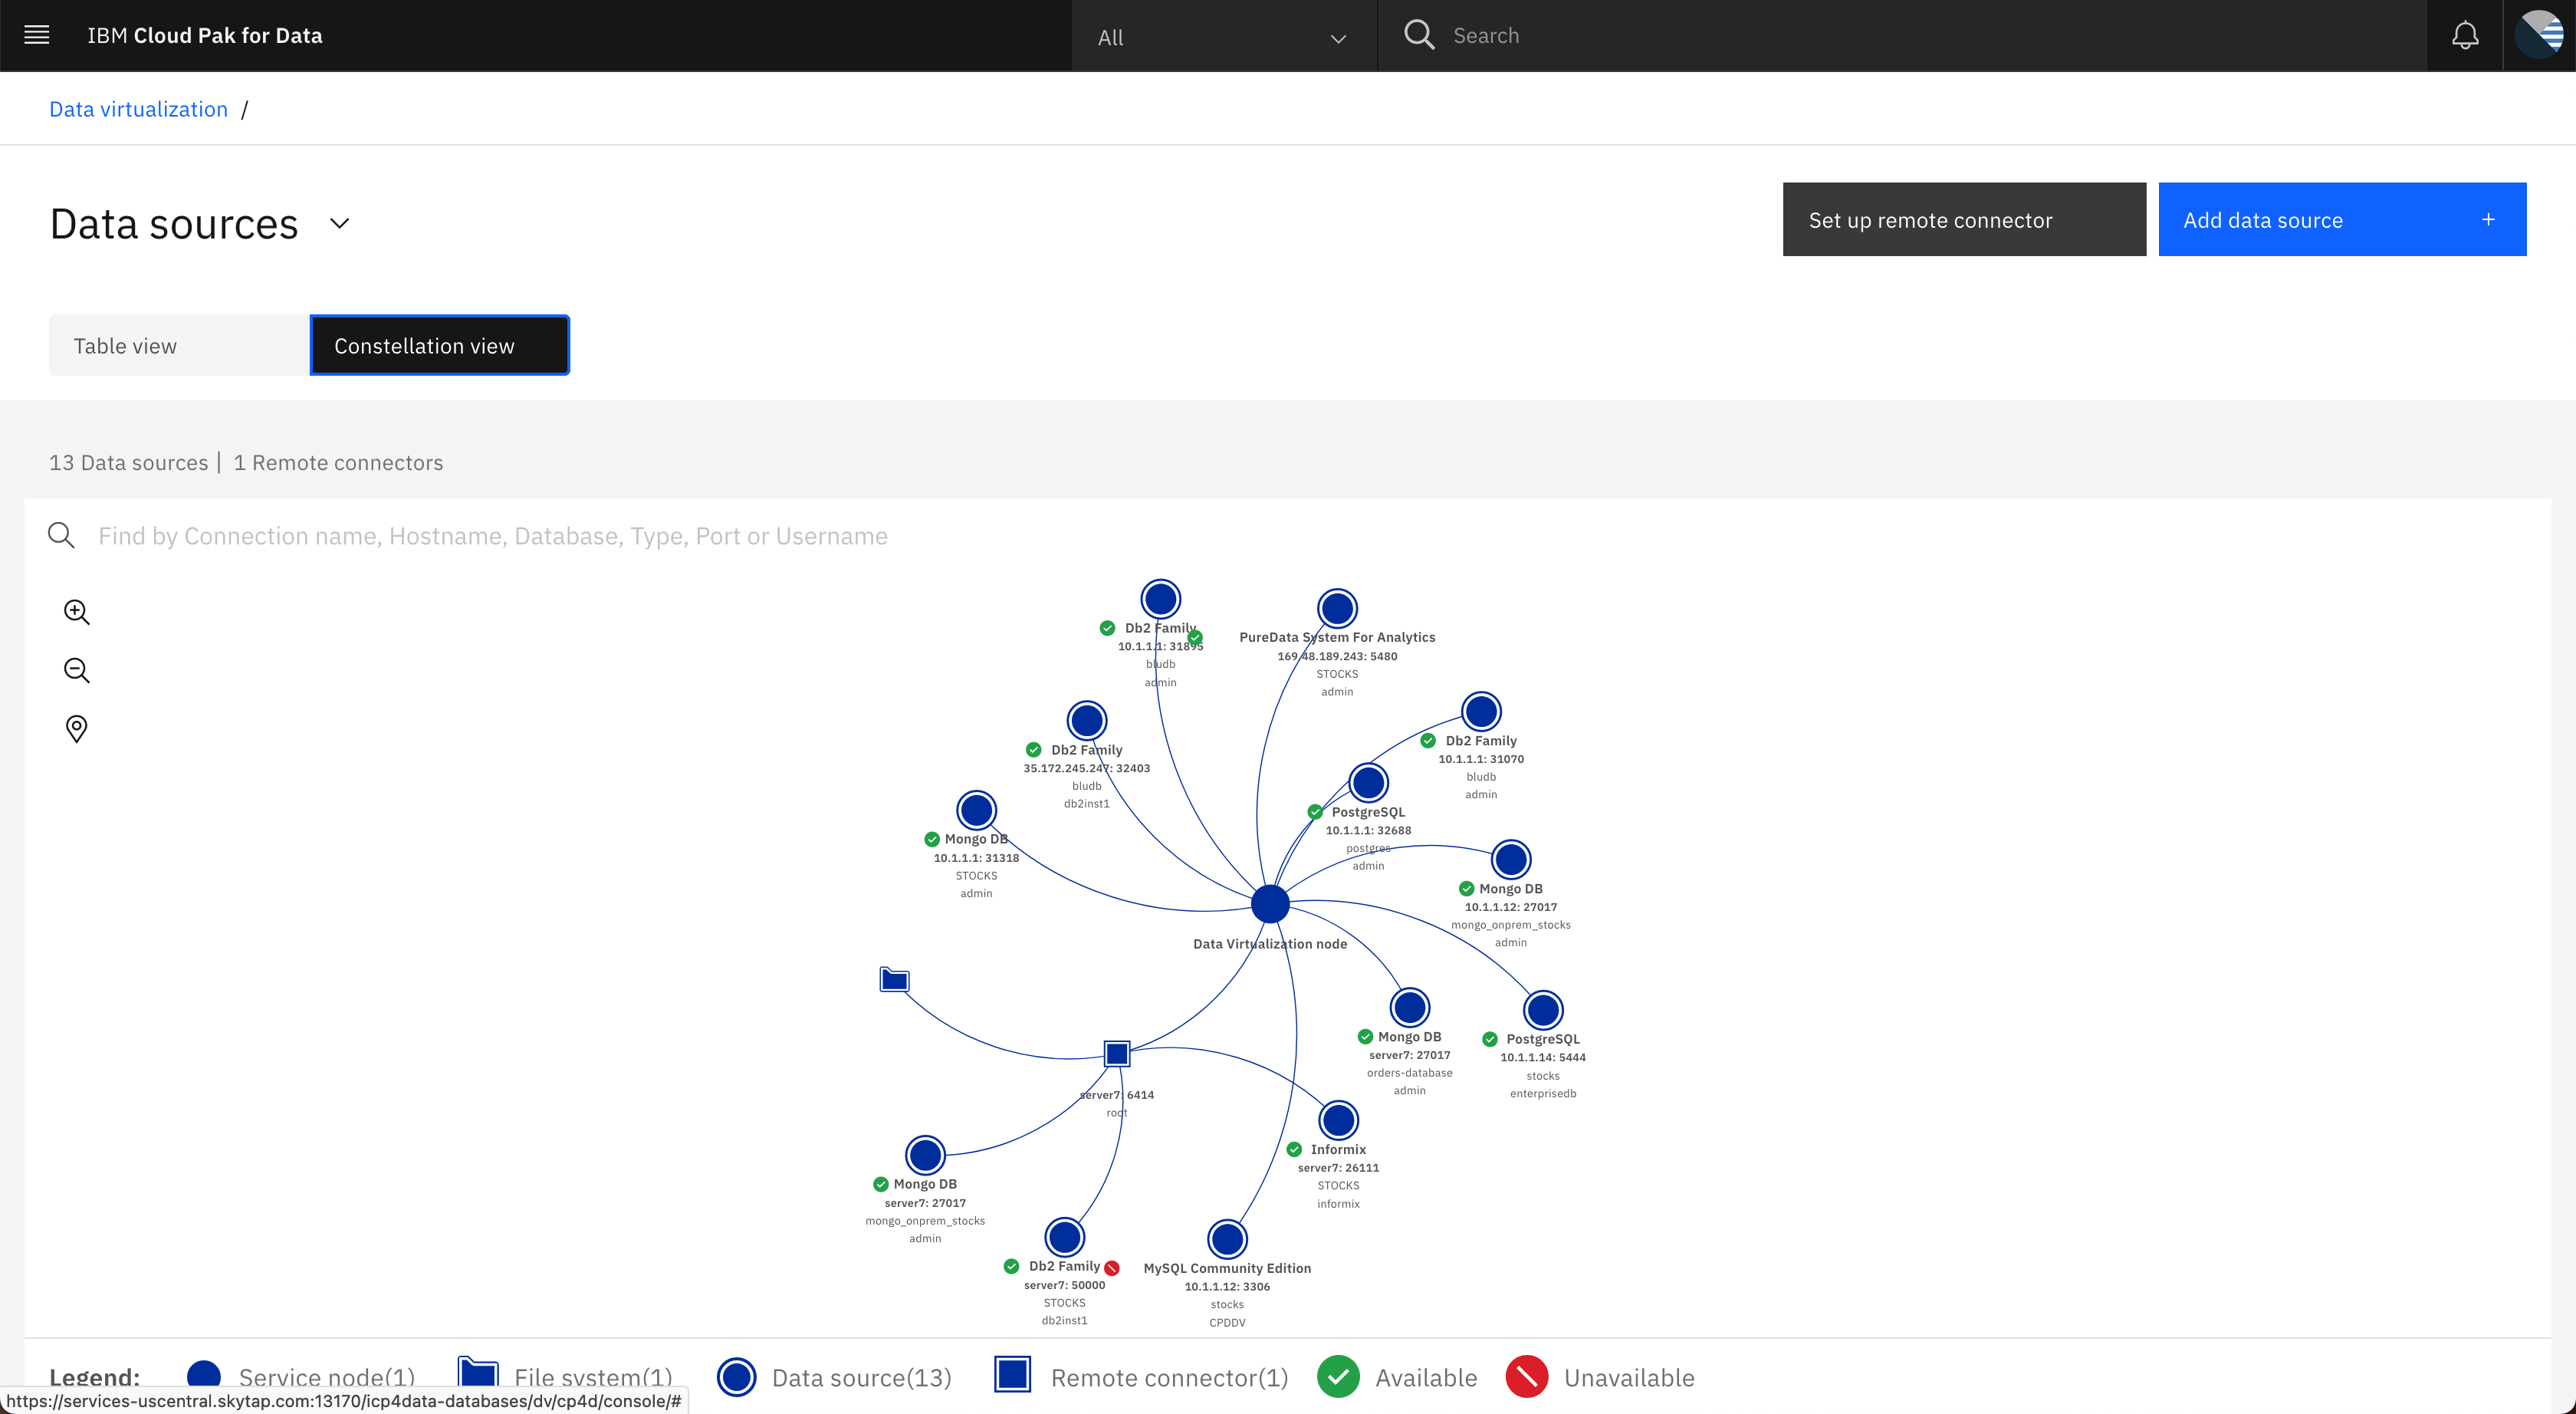 IBM Cloud Pak for Data
All
Search
Data virtualization /
Data sources
Set up remote connector
Add data source +
Table view
Constellation view
13 Data sources | 1 Remote connectors
Find by Connection name, Hostname, Database, Type, Port or Username
Db2 Family
10.1.1.1: 31895
bludb
admin
PureData System For Analytics
169.48.189.243: 5480
STOCKS
admin
Db2 Family
35.172.245.247: 32403
bludb
db2inst1
Db2 Family
10.1.1.1: 31070
bludb
admin
Mongo DB
10.1.1.1: 31318
STOCKS
admin
PostgreSQL
10.1.1.1: 32688
postgres
admin
Mongo DB
10.1.1.12: 27017
mongo_onprem_stocks
admin
Data Virtualization node
Mongo DB
server7: 27017
orders-database
admin
PostgreSQL
10.1.1.14: 5444
stocks
enterprisedb
server7: 6414
root
Informix
server7: 26111
STOCKS
informix
Mongo DB
server7: 27017
mongo_onprem_stocks
admin
Db2 Family
server7: 50000
STOCKS
db2inst1
MySQL Community Edition
10.1.1.12: 3306
stocks
CPDDV
Legend:
Service node(1)
File system(1)
Data source(13)
Remote connector(1)
Available
Unavailable
https://services-uscentral.skytap.com:13170/icp4data-databases/dv/cp4d/console/#